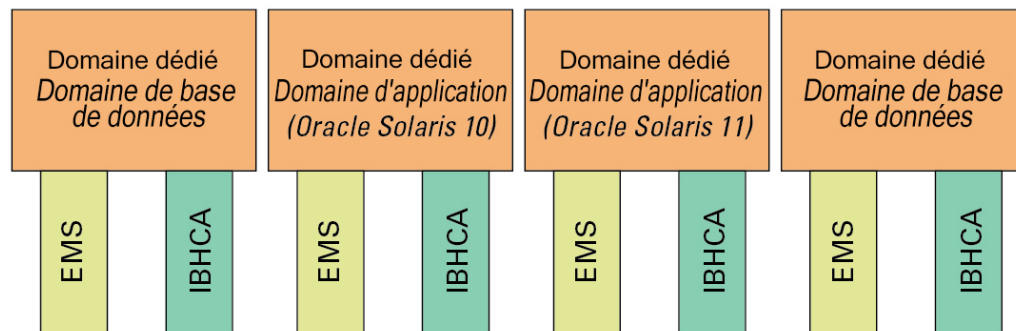 Domaine dédié
Domaine de base
de données
Domaine dédié
Domaine d'application
(Oracle Solaris 10)
Domaine dédié
Domaine d'application
(Oracle Solaris 11)
Domaine dédié
Domaine de base
de données
EMS
IBHCA
EMS
IBHCA
EMS
IBHCA
EMS
IBHCA